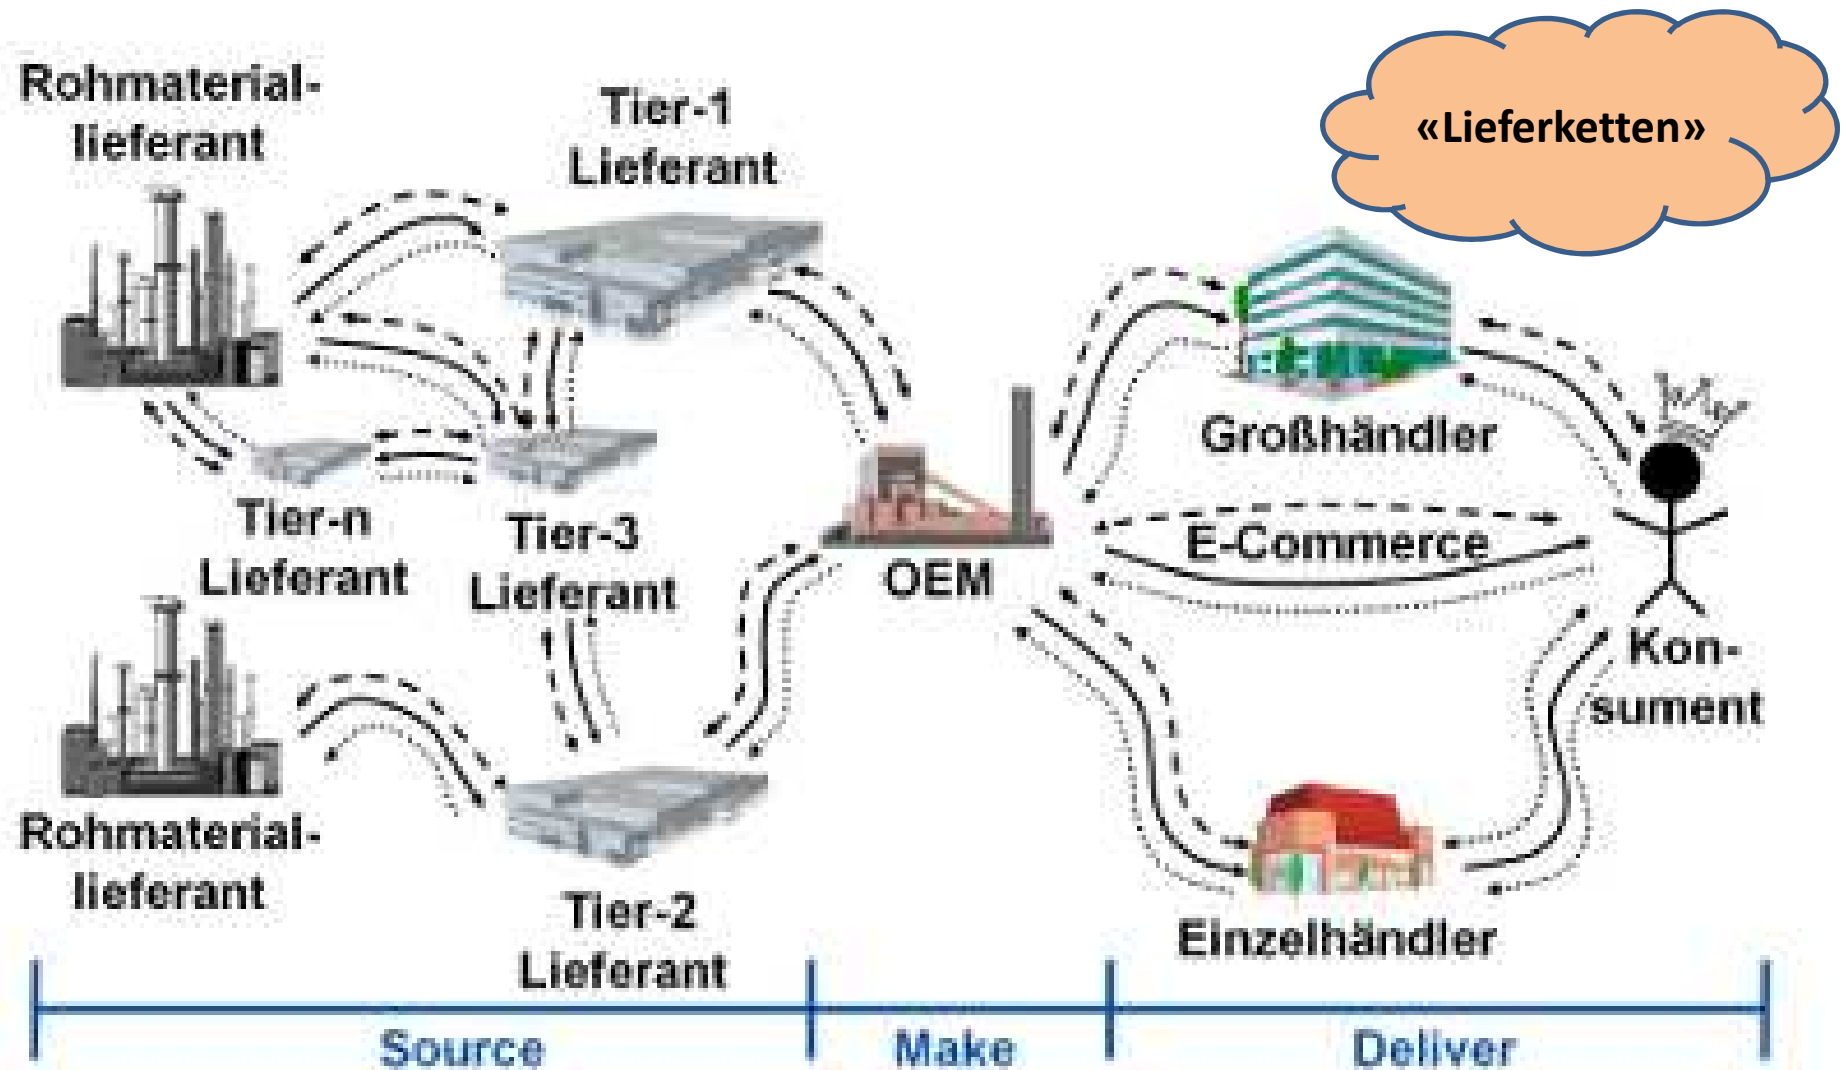 «Lieferketten»
Rohmaterial-
lieferant
Tier-1
Lieferant
Großhändler
Tier-n
Lieferant
Tier-3
Lieferant
OEM
E-Commerce
Kon-
sument
Rohmaterial-
lieferant
Tier-2
Lieferant
Einzelhändler
Source
Make
Deliver